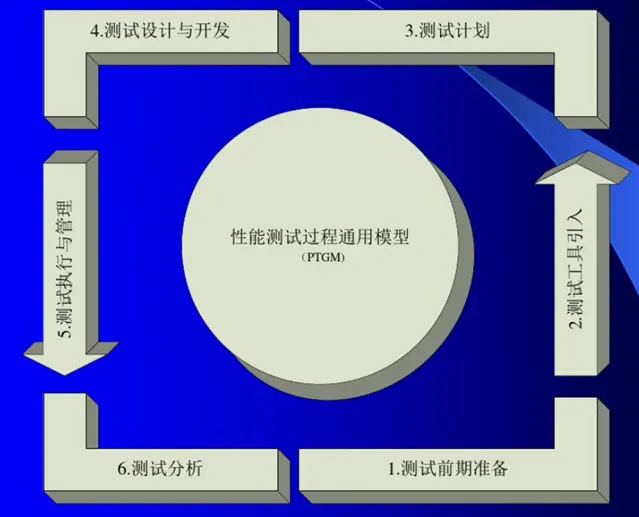 4.测试设计与开发
3.测试计划
性能测试过程通用模型
（PTGM）
5.测试执行与管理
2.测试工具引入
6.测试分析
1.测试前期准备